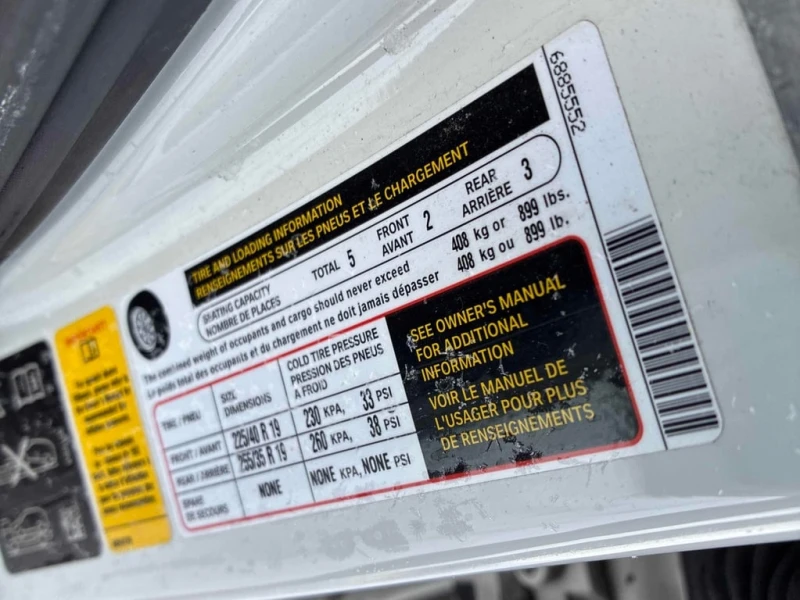 6885552
TIRE AND LOADING INFORMATION
RENSEIGNEMENTS SUR LES PNEUS ET LE CHARGEMENT
SEATING CAPACITY
NOMBRE DE PLACES
TOTAL 5
FRONT
AVANT 2
REAR
ARRIÈRE 3
The combined weight of occupants and cargo should never exceed 408 kg or 899 lbs.
Le poids total des occupants et du chargement ne doit jamais dépasser 408 kg ou 899 lb.
TIRE / PNEU
SIZE
DIMENSIONS
COLD TIRE PRESSURE
PRESSION DES PNEUS
A FROID
FRONT / AVANT 225/40 R 19 230 KPA, 33 PSI
REAR / ARRIÈRE 255/35 R 19 260 KPA, 38 PSI
SPARE
DE SECOURS
NONE NONE KPA, NONE PSI
SEE OWNER'S MANUAL
FOR ADDITIONAL
INFORMATION
VOIR LE MANUEL DE
L'USAGER POUR PLUS
DE RENSEIGNEMENTS